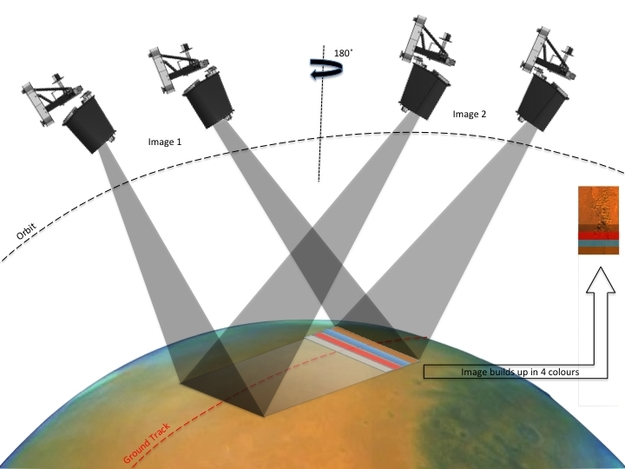 180˚
Image 1
Image 2
Orbit
Image builds up in 4 colours
Ground Track